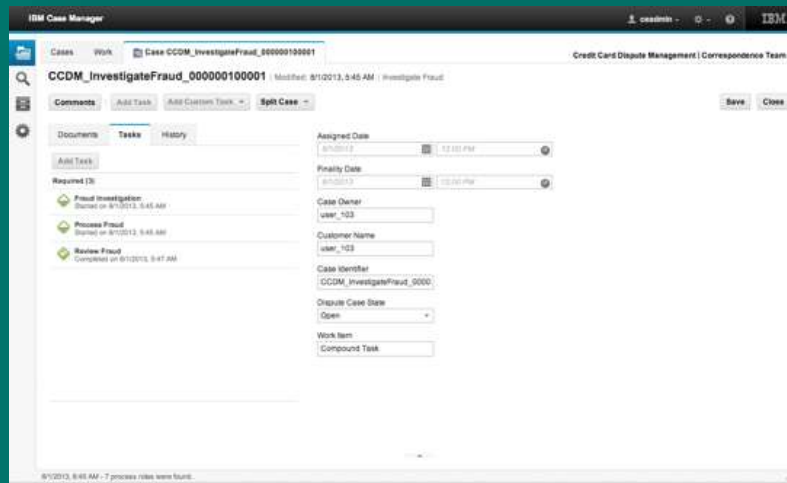 IBM Case Manager
ceadmin
IBM
Cases Work Case CCDM_InvestigateFraud_000000100001
Credit Card Dispute Management | Correspondence Team
CCDM_InvestigateFraud_000000100001 Modified: 8/1/2013, 5:45 AM Investigate Fraud
Comments Add Task Add Custom Task Split Case Save Close
Documents Tasks History
Add Task
Required (3)
Fraud Investigation
Started on 8/1/2013, 5:45 AM
Process Fraud
Started on 8/1/2013, 5:45 AM
Review Fraud
Completed on 8/1/2013, 5:47 AM
Assigned Date
8/1/2013 12:00 PM
Finality Date
8/1/2013 12:00 PM
Case Owner
user_103
Customer Name
user_103
Case Identifier
CCDM_InvestigateFraud_0000
Dispute Case State
Open
Work Item
Compound Task
8/1/2013, 6:45 AM - 7 process roles were found.